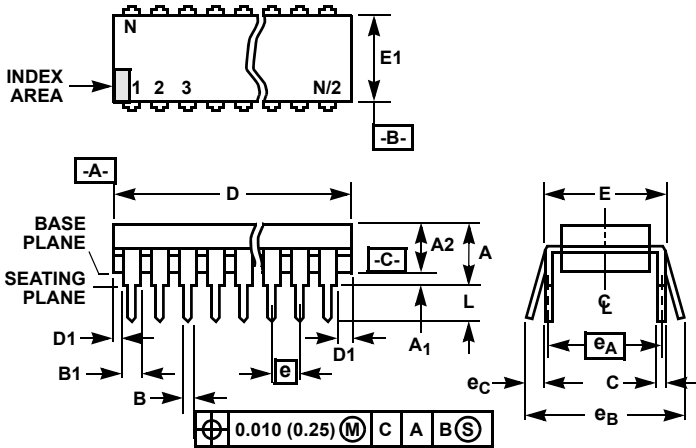 N
E1
INDEX
AREA
1 2 3 N/2
-B-
-A-
D
E
BASE
PLANE
A2
A
-C-
SEATING
PLANE
L
C
L
D1
D1
A1
e
eA
B1
eC
C
B
eB
0.010 (0.25) M C A B S